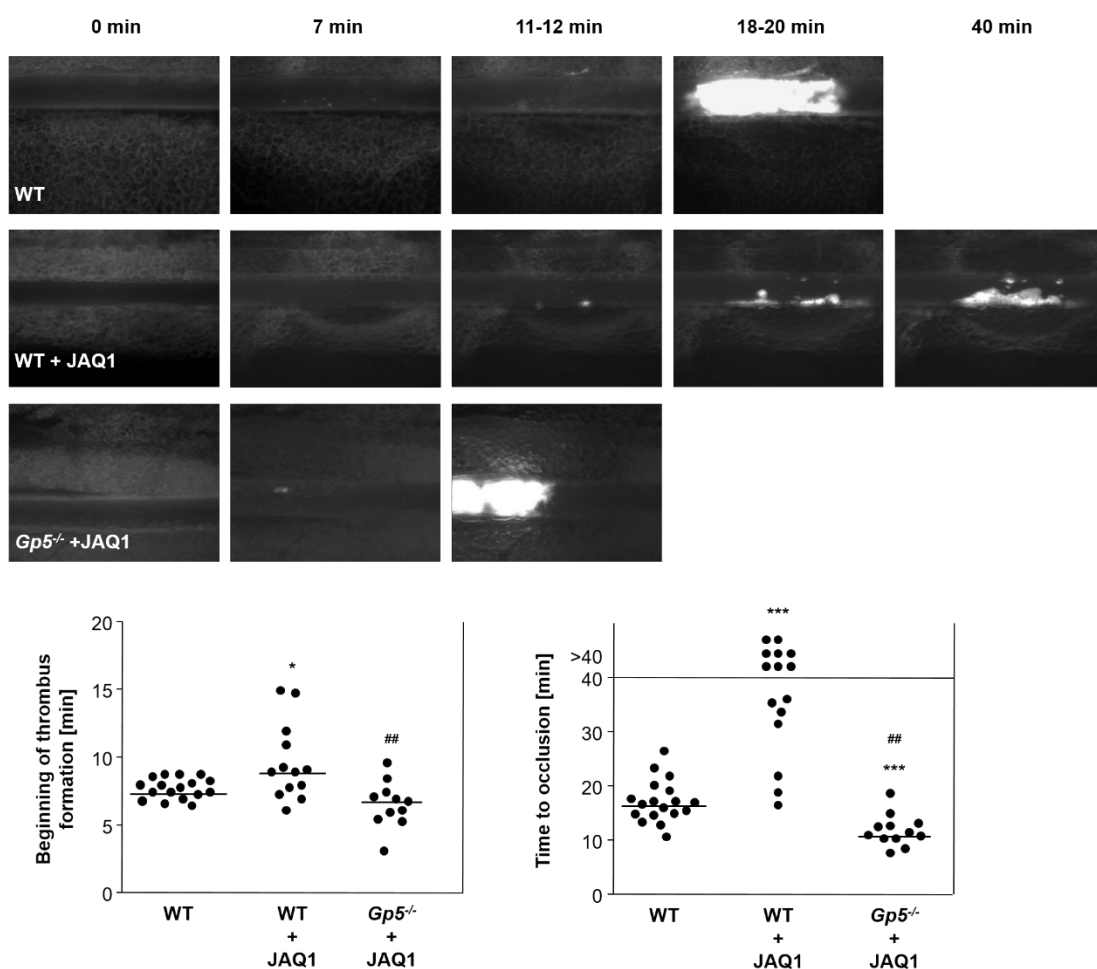 0 min 7 min 11-12 min 18-20 min 40 min
WT
WT + JAQ1
Gp5-/- +JAQ1
Beginning of thrombus
formation [min]
20
15
10
5
0
*
##
WT WT Gp5-/-
+ +
JAQ1 JAQ1
Time to occlusion [min]
>40
40
30
20
10
0
***
##
***
WT WT Gp5-/-
+ +
JAQ1 JAQ1